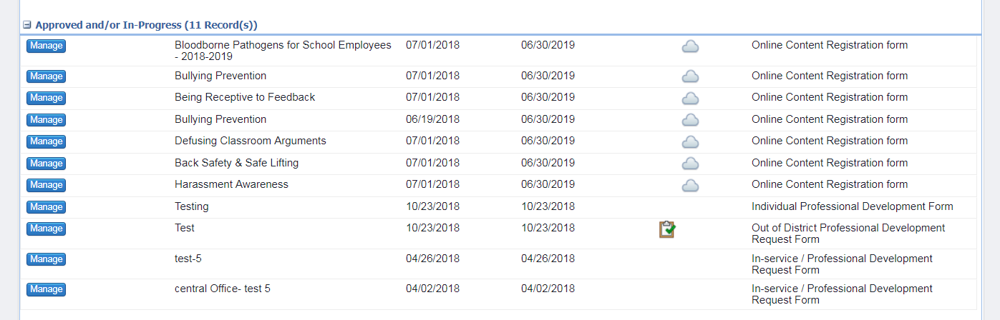 Approved and/or In-Progress (11 Record(s))
Manage Bloodborne Pathogens for School Employees 07/01/2018 06/30/2019 Online Content Registration form
- 2018-2019
Manage Bullying Prevention 07/01/2018 06/30/2019 Online Content Registration form
Manage Being Receptive to Feedback 07/01/2018 06/30/2019 Online Content Registration form
Manage Bullying Prevention 06/19/2018 06/30/2019 Online Content Registration form
Manage Defusing Classroom Arguments 07/01/2018 06/30/2019 Online Content Registration form
Manage Back Safety & Safe Lifting 07/01/2018 06/30/2019 Online Content Registration form
Manage Harassment Awareness 07/01/2018 06/30/2019 Online Content Registration form
Manage Testing 10/23/2018 10/23/2018 Individual Professional Development Form
Manage Test 10/23/2018 10/23/2018 Out of District Professional Development
Request Form
Manage test-5 04/26/2018 04/26/2018 In-service / Professional Development
Request Form
Manage central Office- test 5 04/02/2018 04/02/2018 In-service / Professional Development
Request Form